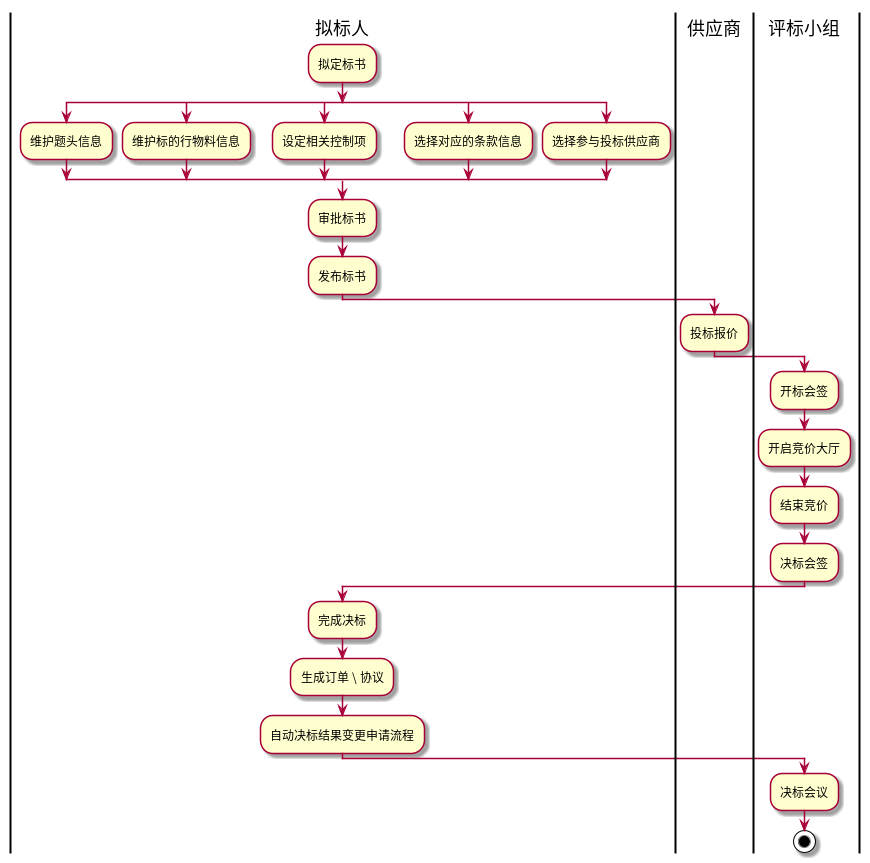 拟标人
供应商
评标小组
拟定标书
维护题头信息
维护标的行物料信息
设定相关控制项
选择对应的条款信息
选择参与投标供应商
审批标书
发布标书
投标报价
开标会签
开启竞价大厅
结束竞价
决标会签
完成决标
生成订单 \ 协议
自动决标结果变更申请流程
决标会议